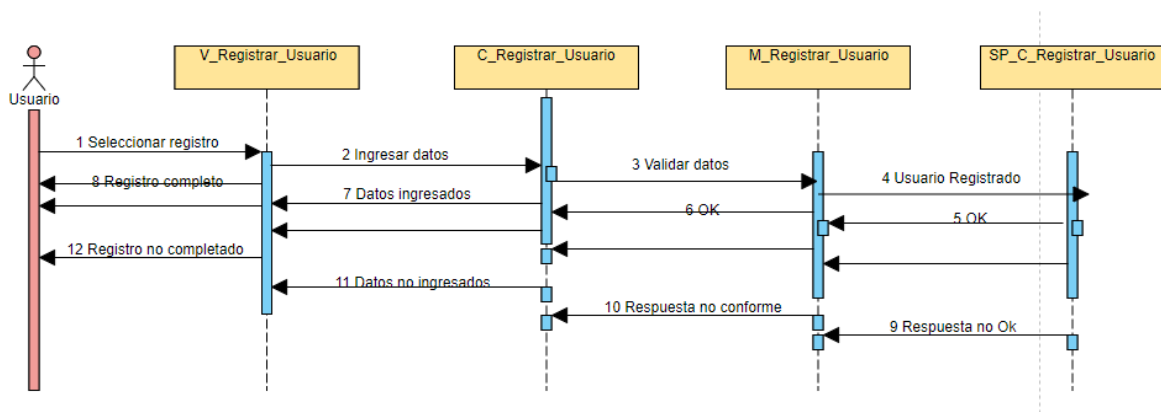 V_Registrar_Usuario
C_Registrar_Usuario
M_Registrar_Usuario
SP_C_Registrar_Usuario
Usuario
1 Seleccionar registro
2 Ingresar datos
3 Validar datos
4 Usuario Registrado
8 Registro completo
7 Datos ingresados
6 OK
5 OK
12 Registro no completado
11 Datos no ingresados
10 Respuesta no conforme
9 Respuesta no Ok